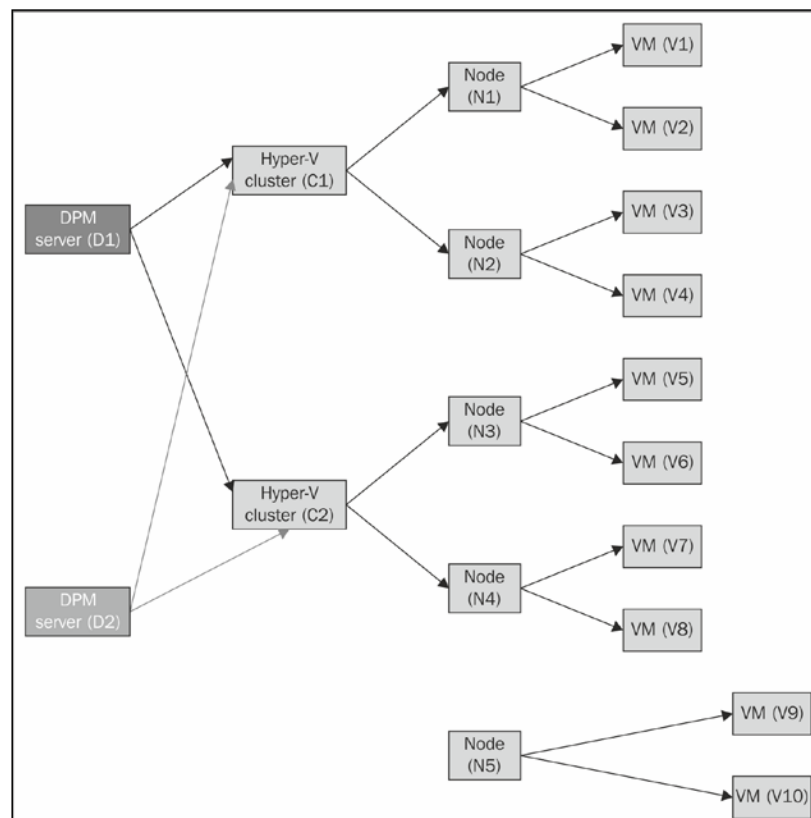 VM (V1)
Node
(N1)
VM (V2)
Hyper-V
cluster (C1)
VM (V3)
DPM
server (D1)
Node
(N2)
VM (V4)
VM (V5)
Node
(N3)
VM (V6)
Hyper-V
cluster (C2)
VM (V7)
DPM
server (D2)
Node
(N4)
VM (V8)
VM (V9)
Node
(N5)
VM (V10)